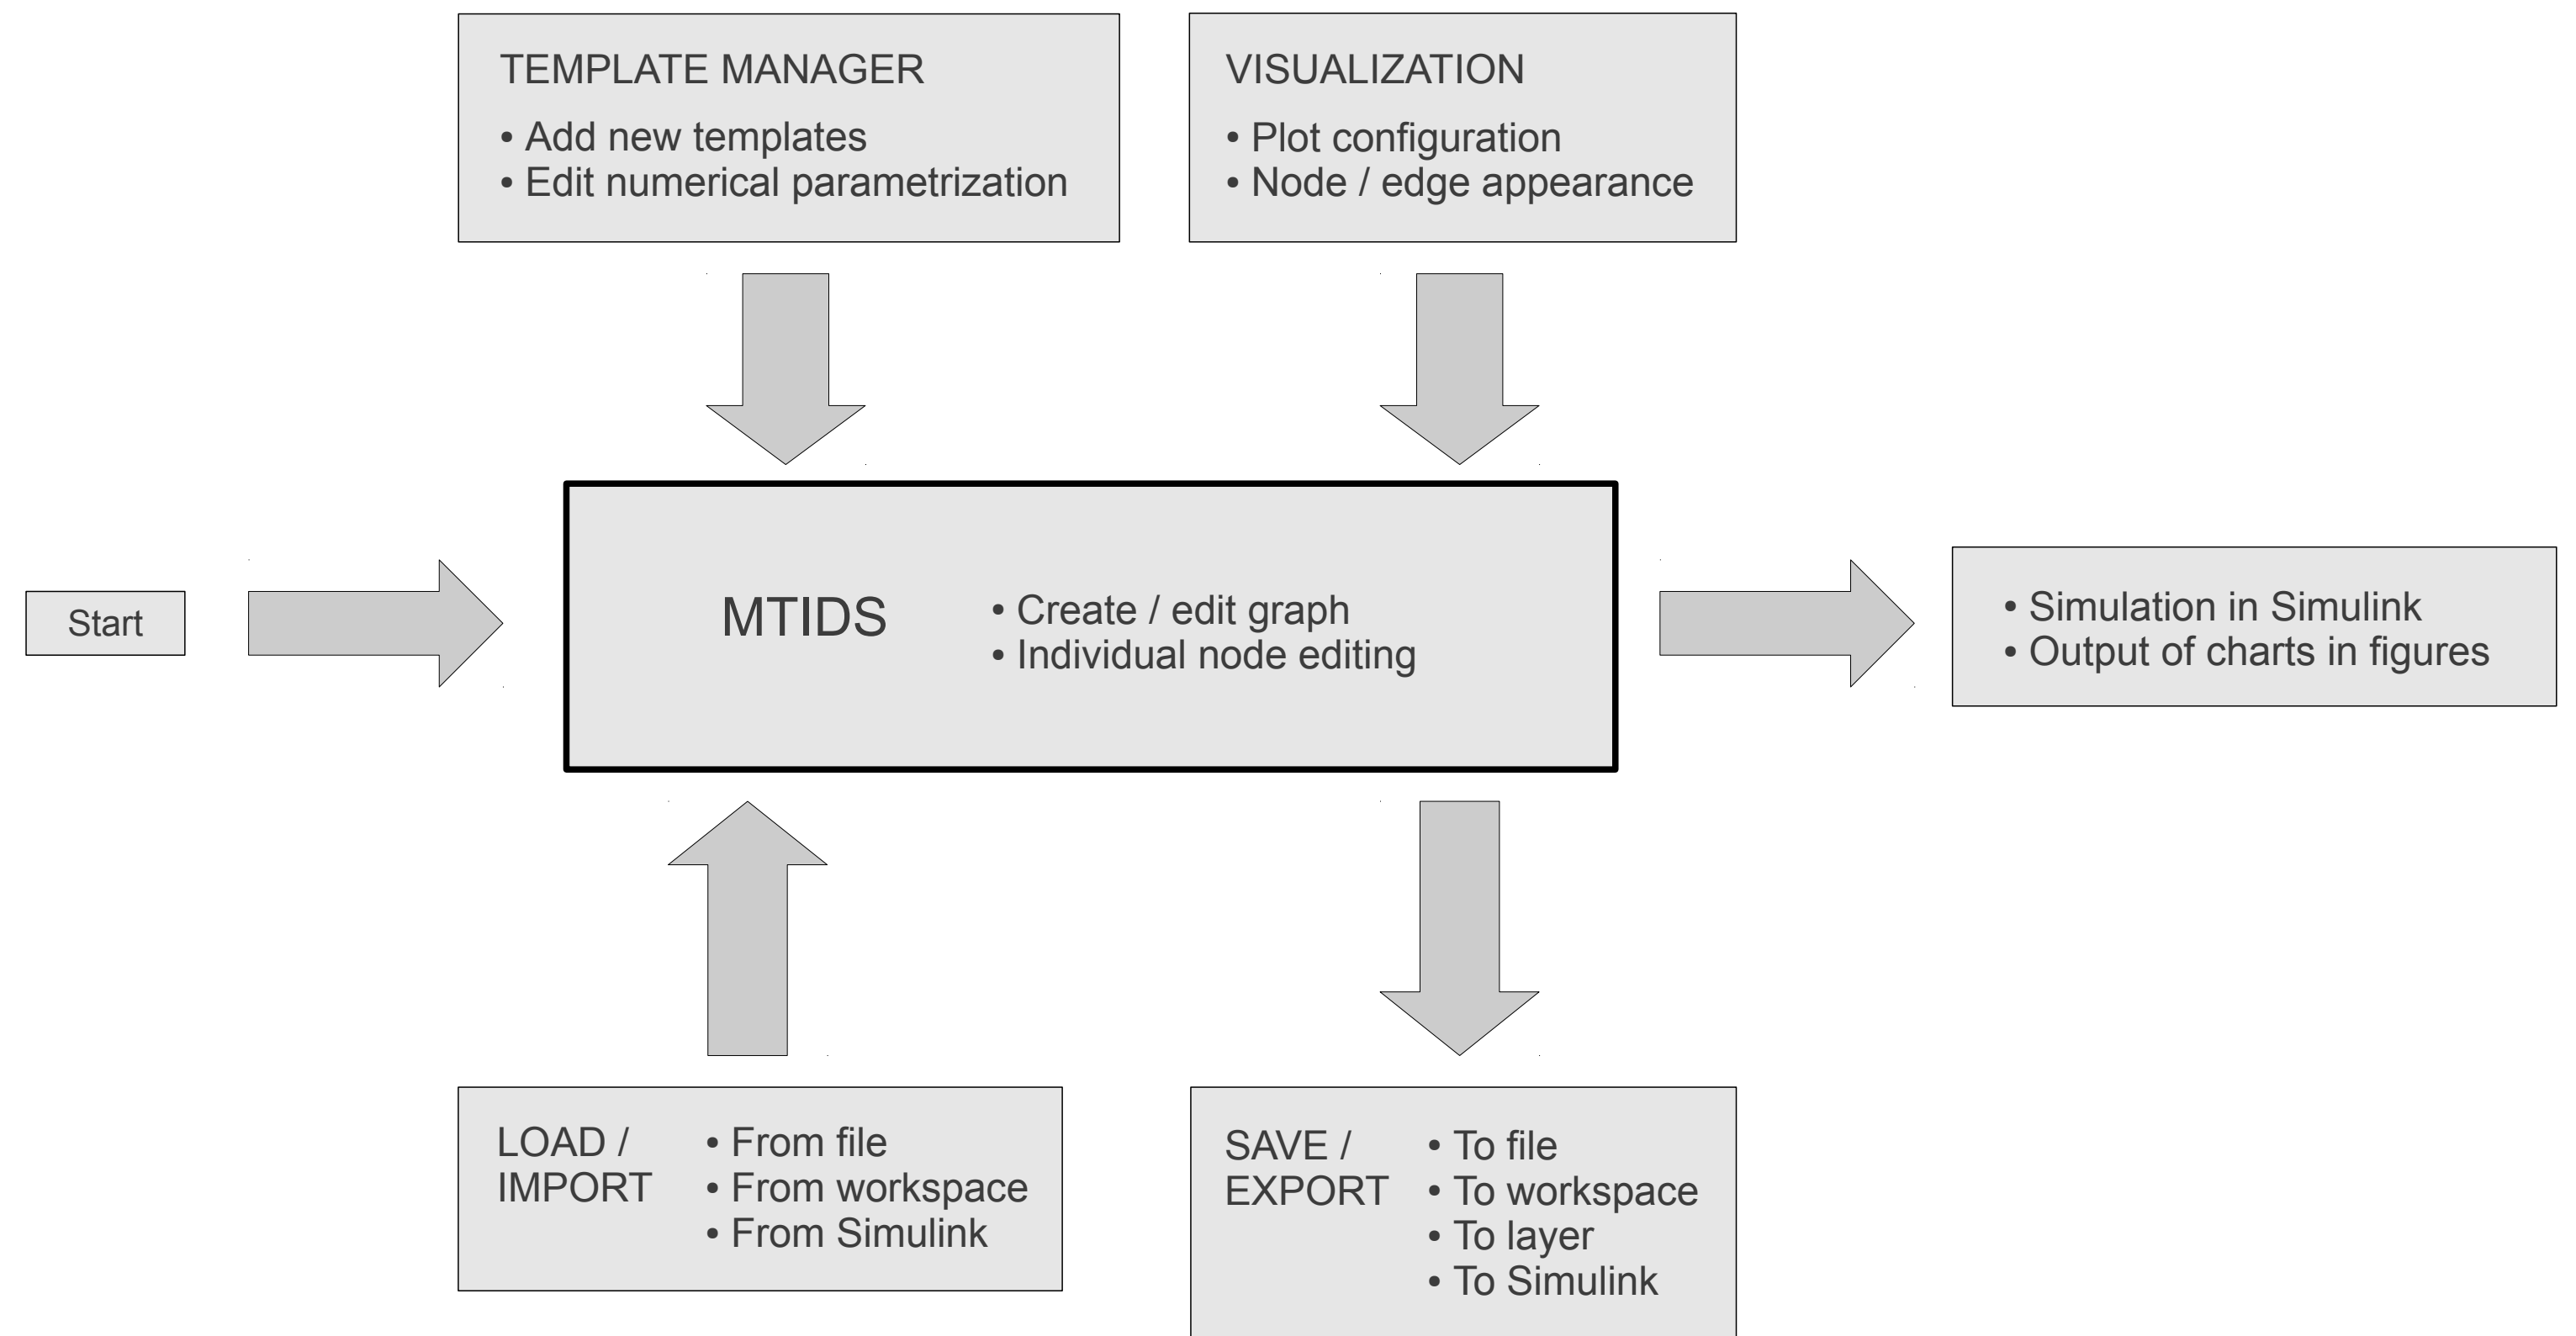 TEMPLATE MANAGER
• Add new templates
• Edit numerical parametrization
VISUALIZATION
• Plot configuration
• Node / edge appearance
Start
MTIDS
• Create / edit graph
• Individual node editing
• Simulation in Simulink
• Output of charts in figures
LOAD /
IMPORT
• From file
• From workspace
• From Simulink
SAVE /
EXPORT
• To file
• To workspace
• To layer
• To Simulink